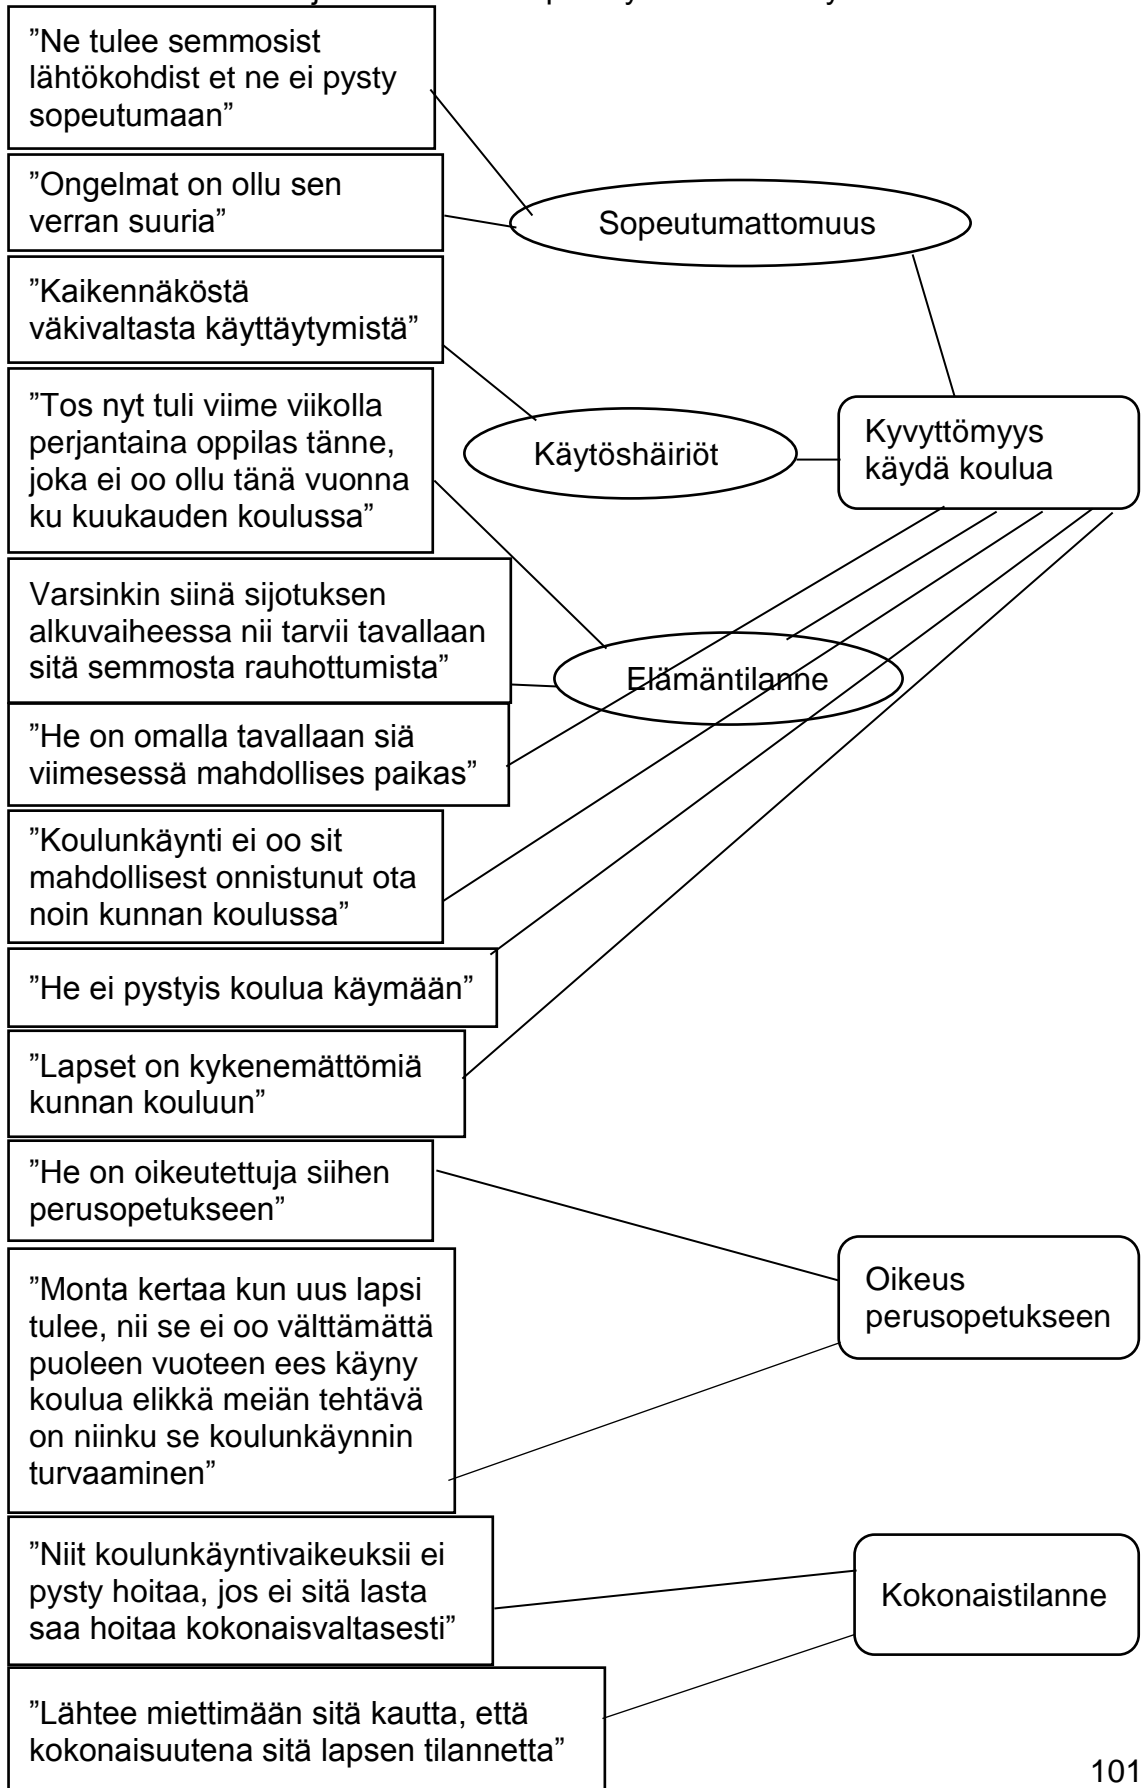 ”Ne tulee semmosist
lähtökohdist et ne ei pysty
sopeutumaan”
”Ongelmat on ollu sen
verran suuria”
Sopeutumattomuus
”Kaikennäköstä
väkivaltasta käyttäytymistä”
”Tos nyt tuli viime viikolla
perjantaina oppilas tänne,
joka ei oo ollu tänä vuonna
ku kuukauden koulussa”
Käytöshäiriöt
Kyvyttömyys
käydä koulua
Varsinkin siinä sijotuksen
alkuvaiheessa nii tarvii tavallaan
sitä semmosta rauhottumista”
Elämäntilanne
”He on omalla tavallaan siä
viimesessä mahdollises paikas”
”Koulunkäynti ei oo sit
mahdollisest onnistunut ota
noin kunnan koulussa”
”He ei pystyis koulua käymään”
”Lapset on kykenemättömiä
kunnan kouluun”
”He on oikeutettuja siihen
perusopetukseen”
”Monta kertaa kun uus lapsi
tulee, nii se ei oo välttämättä
puoleen vuoteen ees käyny
koulua elikkä meiän tehtävä
on niinku se koulunkäynnin
turvaaminen”
Oikeus
perusopetukseen
”Niit koulunkäyntivaikeuksii ei
pysty hoitaa, jos ei sitä lasta
saa hoitaa kokonaisvaltasesti”
Kokonaistilanne
”Lähtee miettimään sitä kautta, että
kokonaisuutena sitä lapsen tilannetta”
101